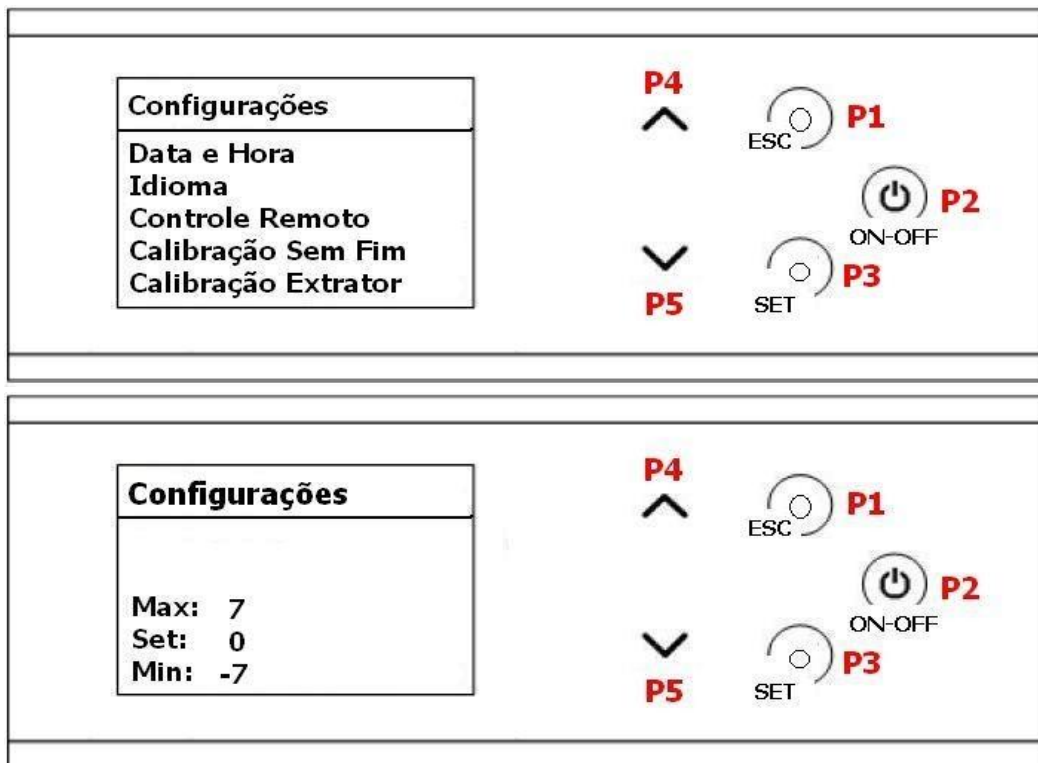 Configurações
Data e Hora
Idioma
Controle Remoto
Calibração Sem Fim
Calibração Extrator
P4
P1
ESC
P2
ON-OFF
P3
SET
P5
Configurações
Max: 7
Set: 0
Min: -7
P4
P1
ESC
P2
ON-OFF
P3
SET
P5